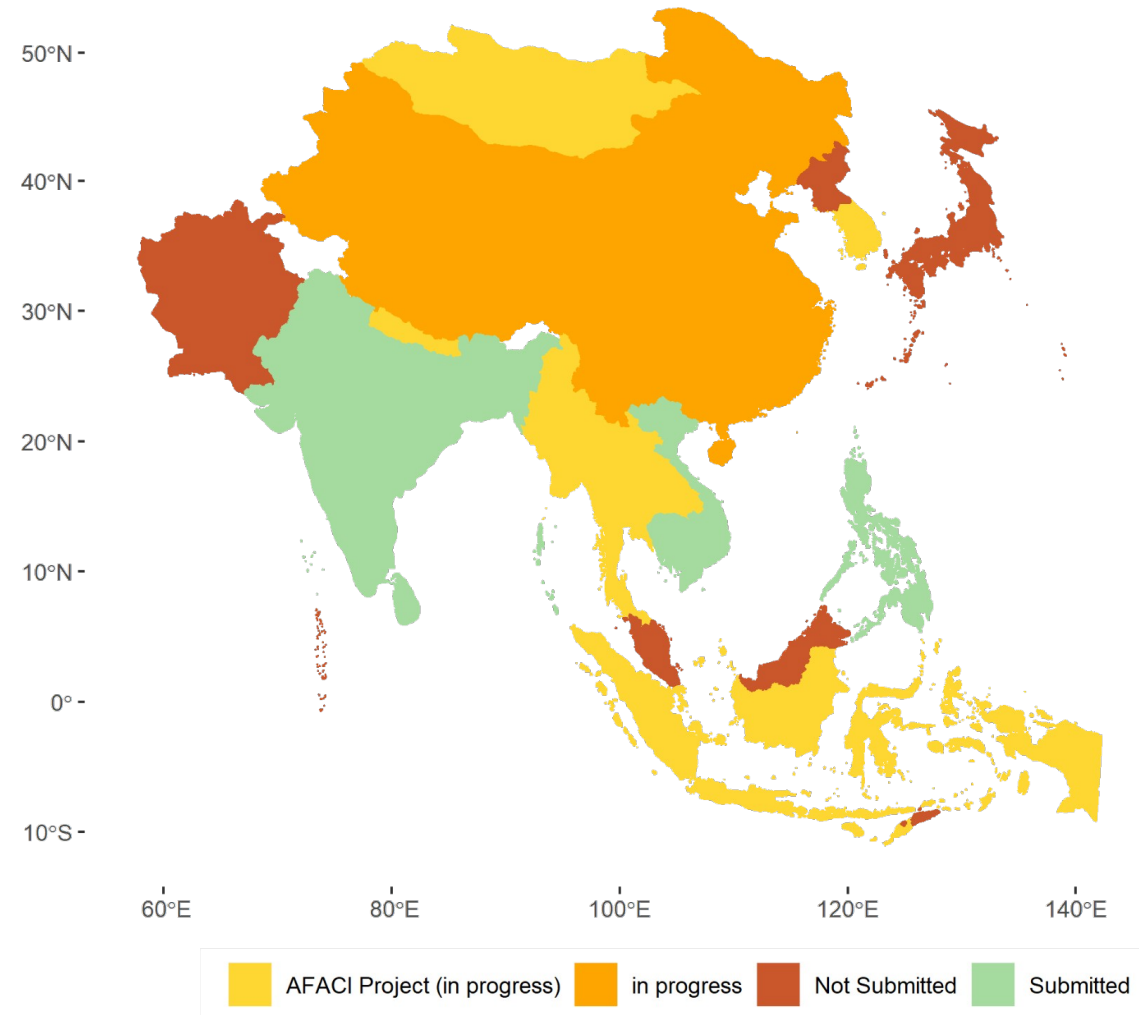 50°N
40°N
30°N
20°N
10°N
0°
10°S
60°E 80°E 100°E 120°E 140°E
AFACI Project (in progress) in progress Not Submitted Submitted